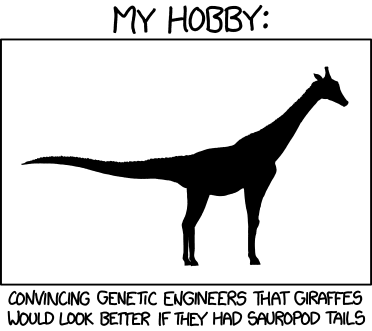 MY HOBBY:
CONVINCING GENETIC ENGINEERS THAT GIRAFFES
WOULD LOOK BETTER IF THEY HAD SAUROPOD TAILS